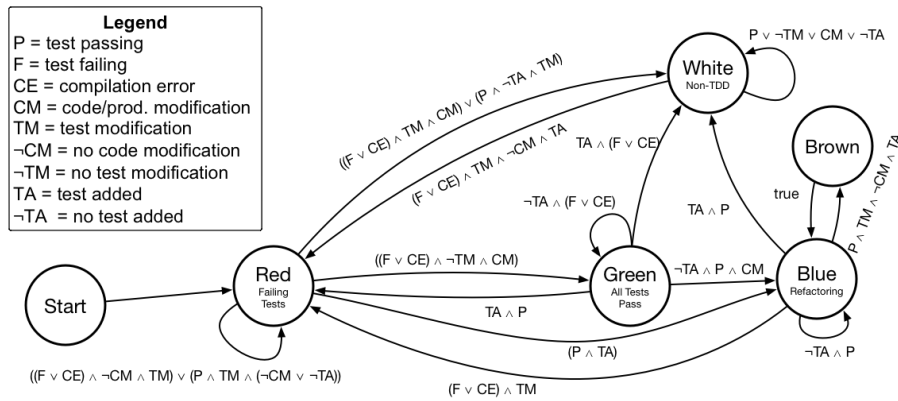 Legend
P = test passing
F = test failing
CE = compilation error
CM = code/prod. modification
TM = test modification
¬CM = no code modification
¬TM = no test modification
TA = test added
¬TA = no test added
P ∨ ¬TM ∨ CM ∨ ¬TA
White
Non-TDD
((F ∨ CE) ∧ TM ∧ CM) ∨ (P ∧ ¬TA ∧ TM)
(F ∨ CE) ∧ TM ∧ ¬CM ∧ TA
TA ∧ (F ∨ CE)
Brown
true
P ∧ TM ∧ ¬CM ∧ TA
¬TA ∧ (F ∨ CE)
TA ∧ P
Start
Red
Failing
Tests
((F ∨ CE) ∧ ¬TM ∧ CM)
Green
All Tests
Pass
¬TA ∧ P ∧ CM
Blue
Refactoring
TA ∧ P
(P ∧ TA)
¬TA ∧ P
((F ∨ CE) ∧ ¬CM ∧ TM) ∨ (P ∧ TM ∧ (¬CM ∨ ¬TA))
(F ∨ CE) ∧ TM